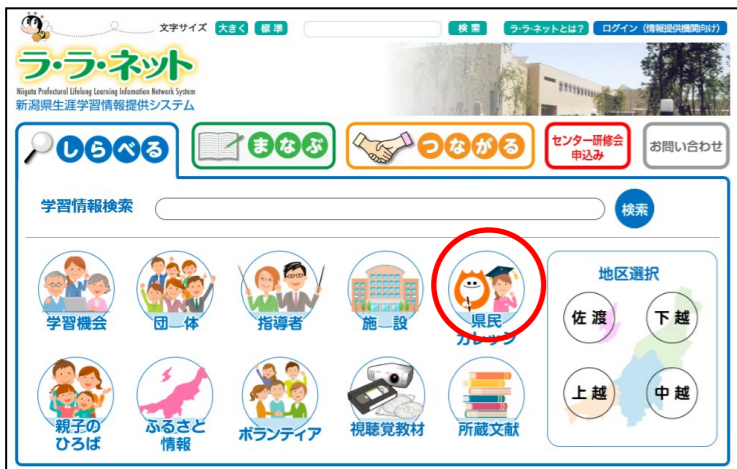 文字サイズ 大きく 標準 検索 ラ・ラ・ネットとは? ログイン(情報提供機関向け)
ラ・ラ・ネット
Niigata Prefectural Lifelong Learning Infomation Network System
新潟県生涯学習情報提供システム
しらべる まなぶ つながる センター研修会 申込み お問い合わせ
学習情報検索 検索
学習機会 団体 指導者 施設 県民カレッジ
地区選択
佐渡 下越
上越 中越
親子の ふるさと ボランティア 視聴覚教材 所蔵文献
ひろば 情報